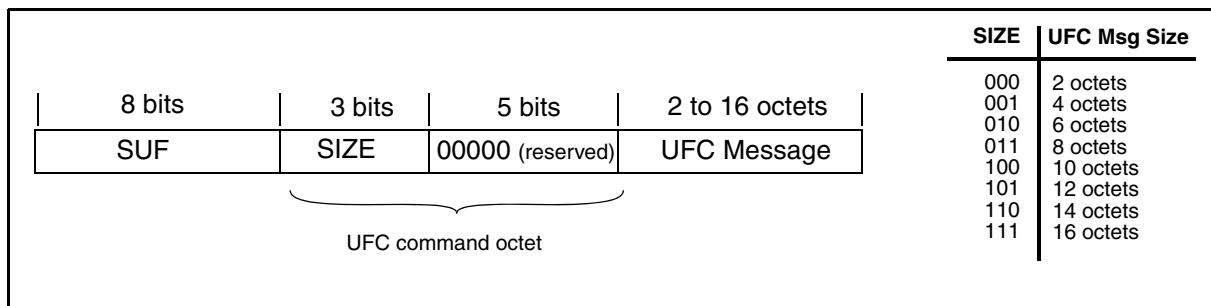 8 bits 3 bits 5 bits 2 to 16 octets
SUF SIZE 00000 (reserved) UFC Message
UFC command octet
SIZE UFC Msg Size
000 2 octets
001 4 octets
010 6 octets
011 8 octets
100 10 octets
101 12 octets
110 14 octets
111 16 octets